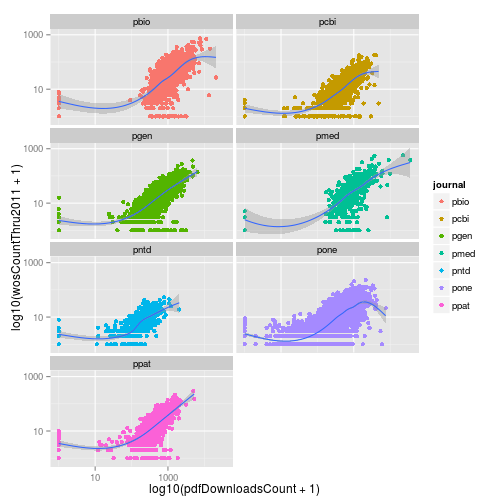 pbio
pcbi
1000
10
pgen
pmed
1000
10
pntd
pone
1000
10
ppat
1000
10
10
1000
log10(pdfDownloadsCount + 1)
log10(wosCountThru2011 + 1)
journal
pbio
pcbi
pgen
pmed
pntd
pone
ppat